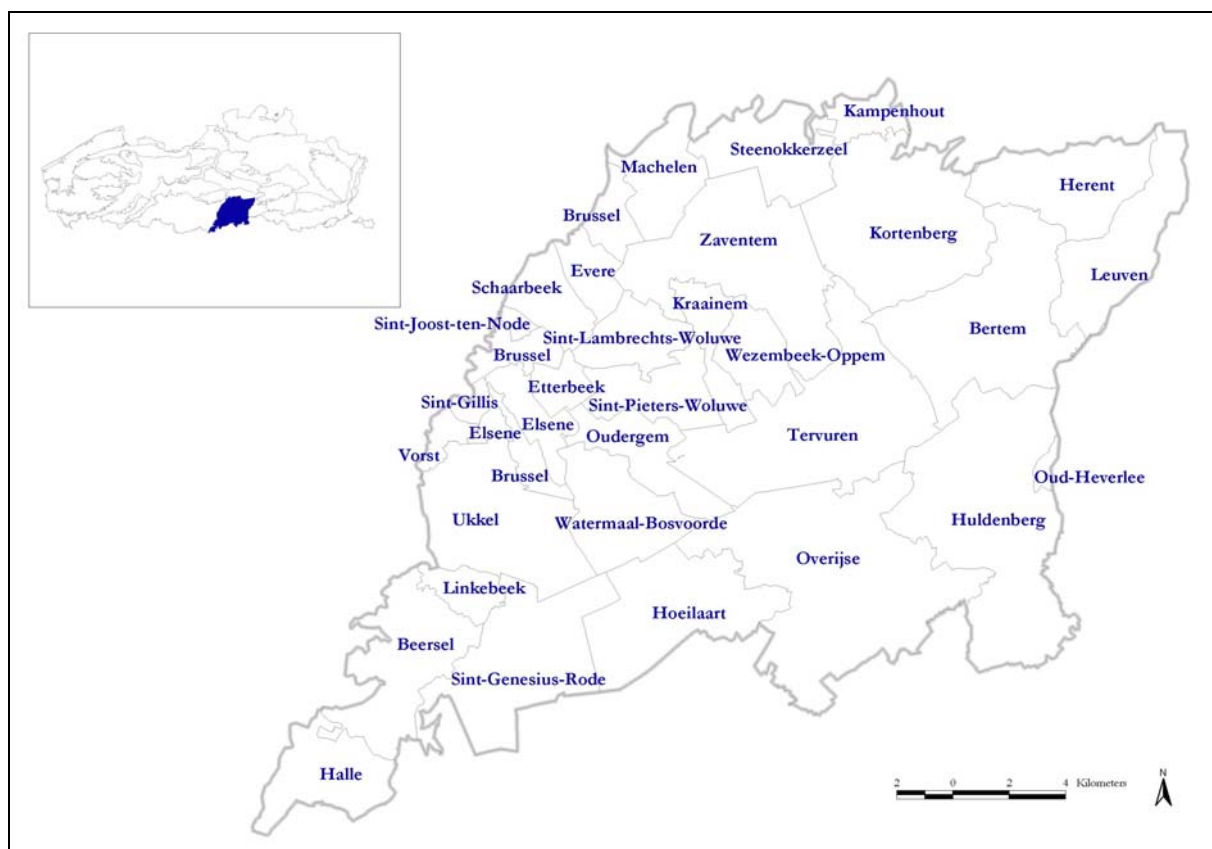 Kampenhout
Steenokkerzeel
Machelen
Herent
Brussel
Zaventem
Kortenberg
Evere
Leuven
Schaarbeek
Kraainem
Sint-Joost-ten-Node
Bertem
Sint-Lambrechts-Woluwe
Brussel
Wezembeek-Oppem
Etterbeek
Sint-Gillis
Sint-Pieters-Woluwe
Elsene
Elsene
Oudergem
Tervuren
Vorst
Brussel
Oud-Heverlee
Ukkel
Watermaal-Bosvoorde
Huldenberg
Overijse
Linkebeek
Hoeilaart
Beersel
Sint-Genesius-Rode
Halle
2 0 2 4 Kilometers
N